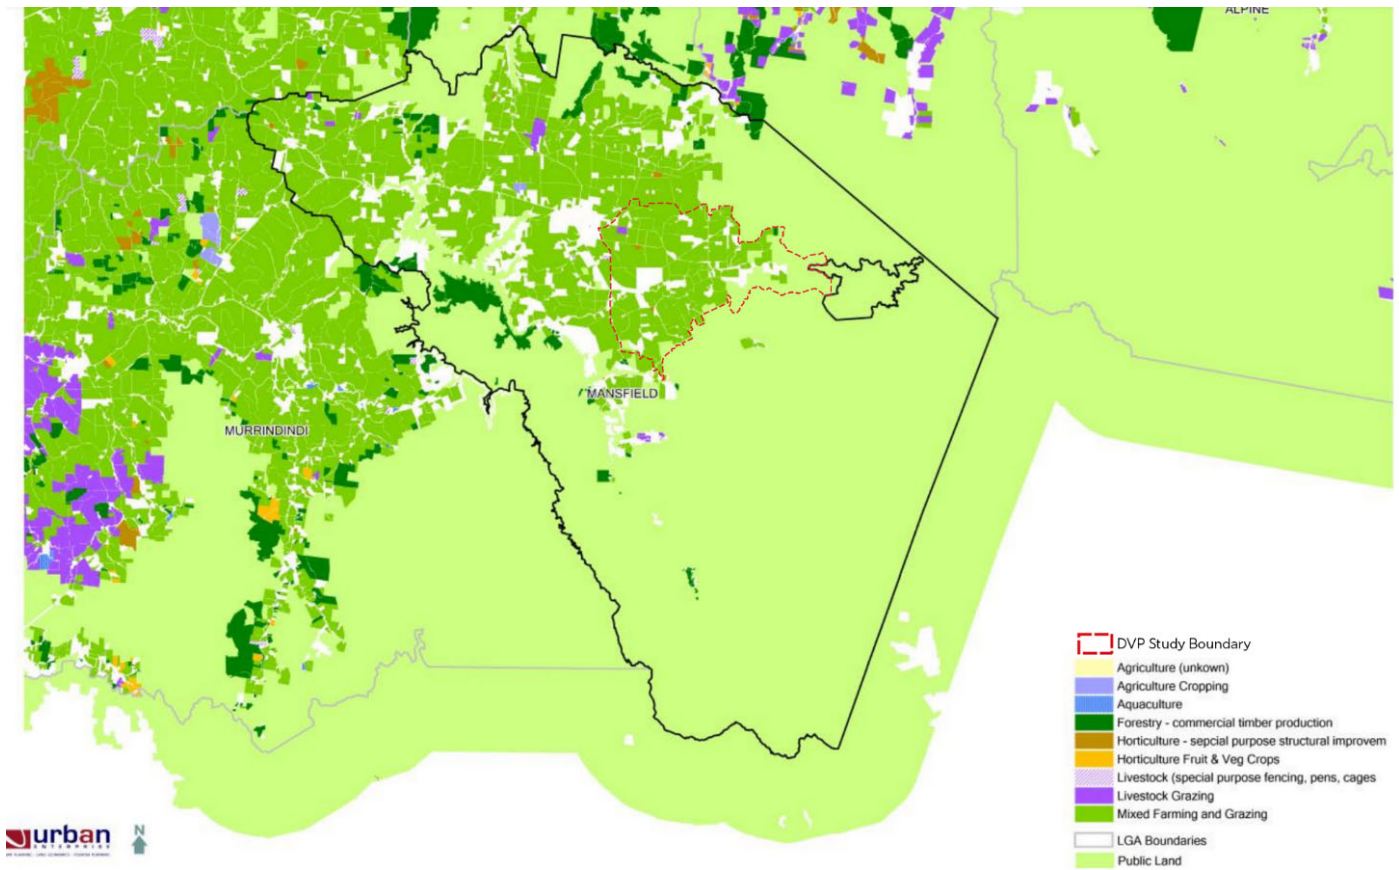 ALPINE
MANSFIELD
MURRINDINDI
DVP Study Boundary
Agriculture (unkown)
Agriculture Cropping
Aquaculture
Forestry - commercial timber production
Horticulture - sepcial purpose structural improvem
Horticulture Fruit & Veg Crops
Livestock (special purpose fencing, pens, cages
Livestock Grazing
Mixed Farming and Grazing
LGA Boundaries
Public Land
urban
ENTERPRISE
N